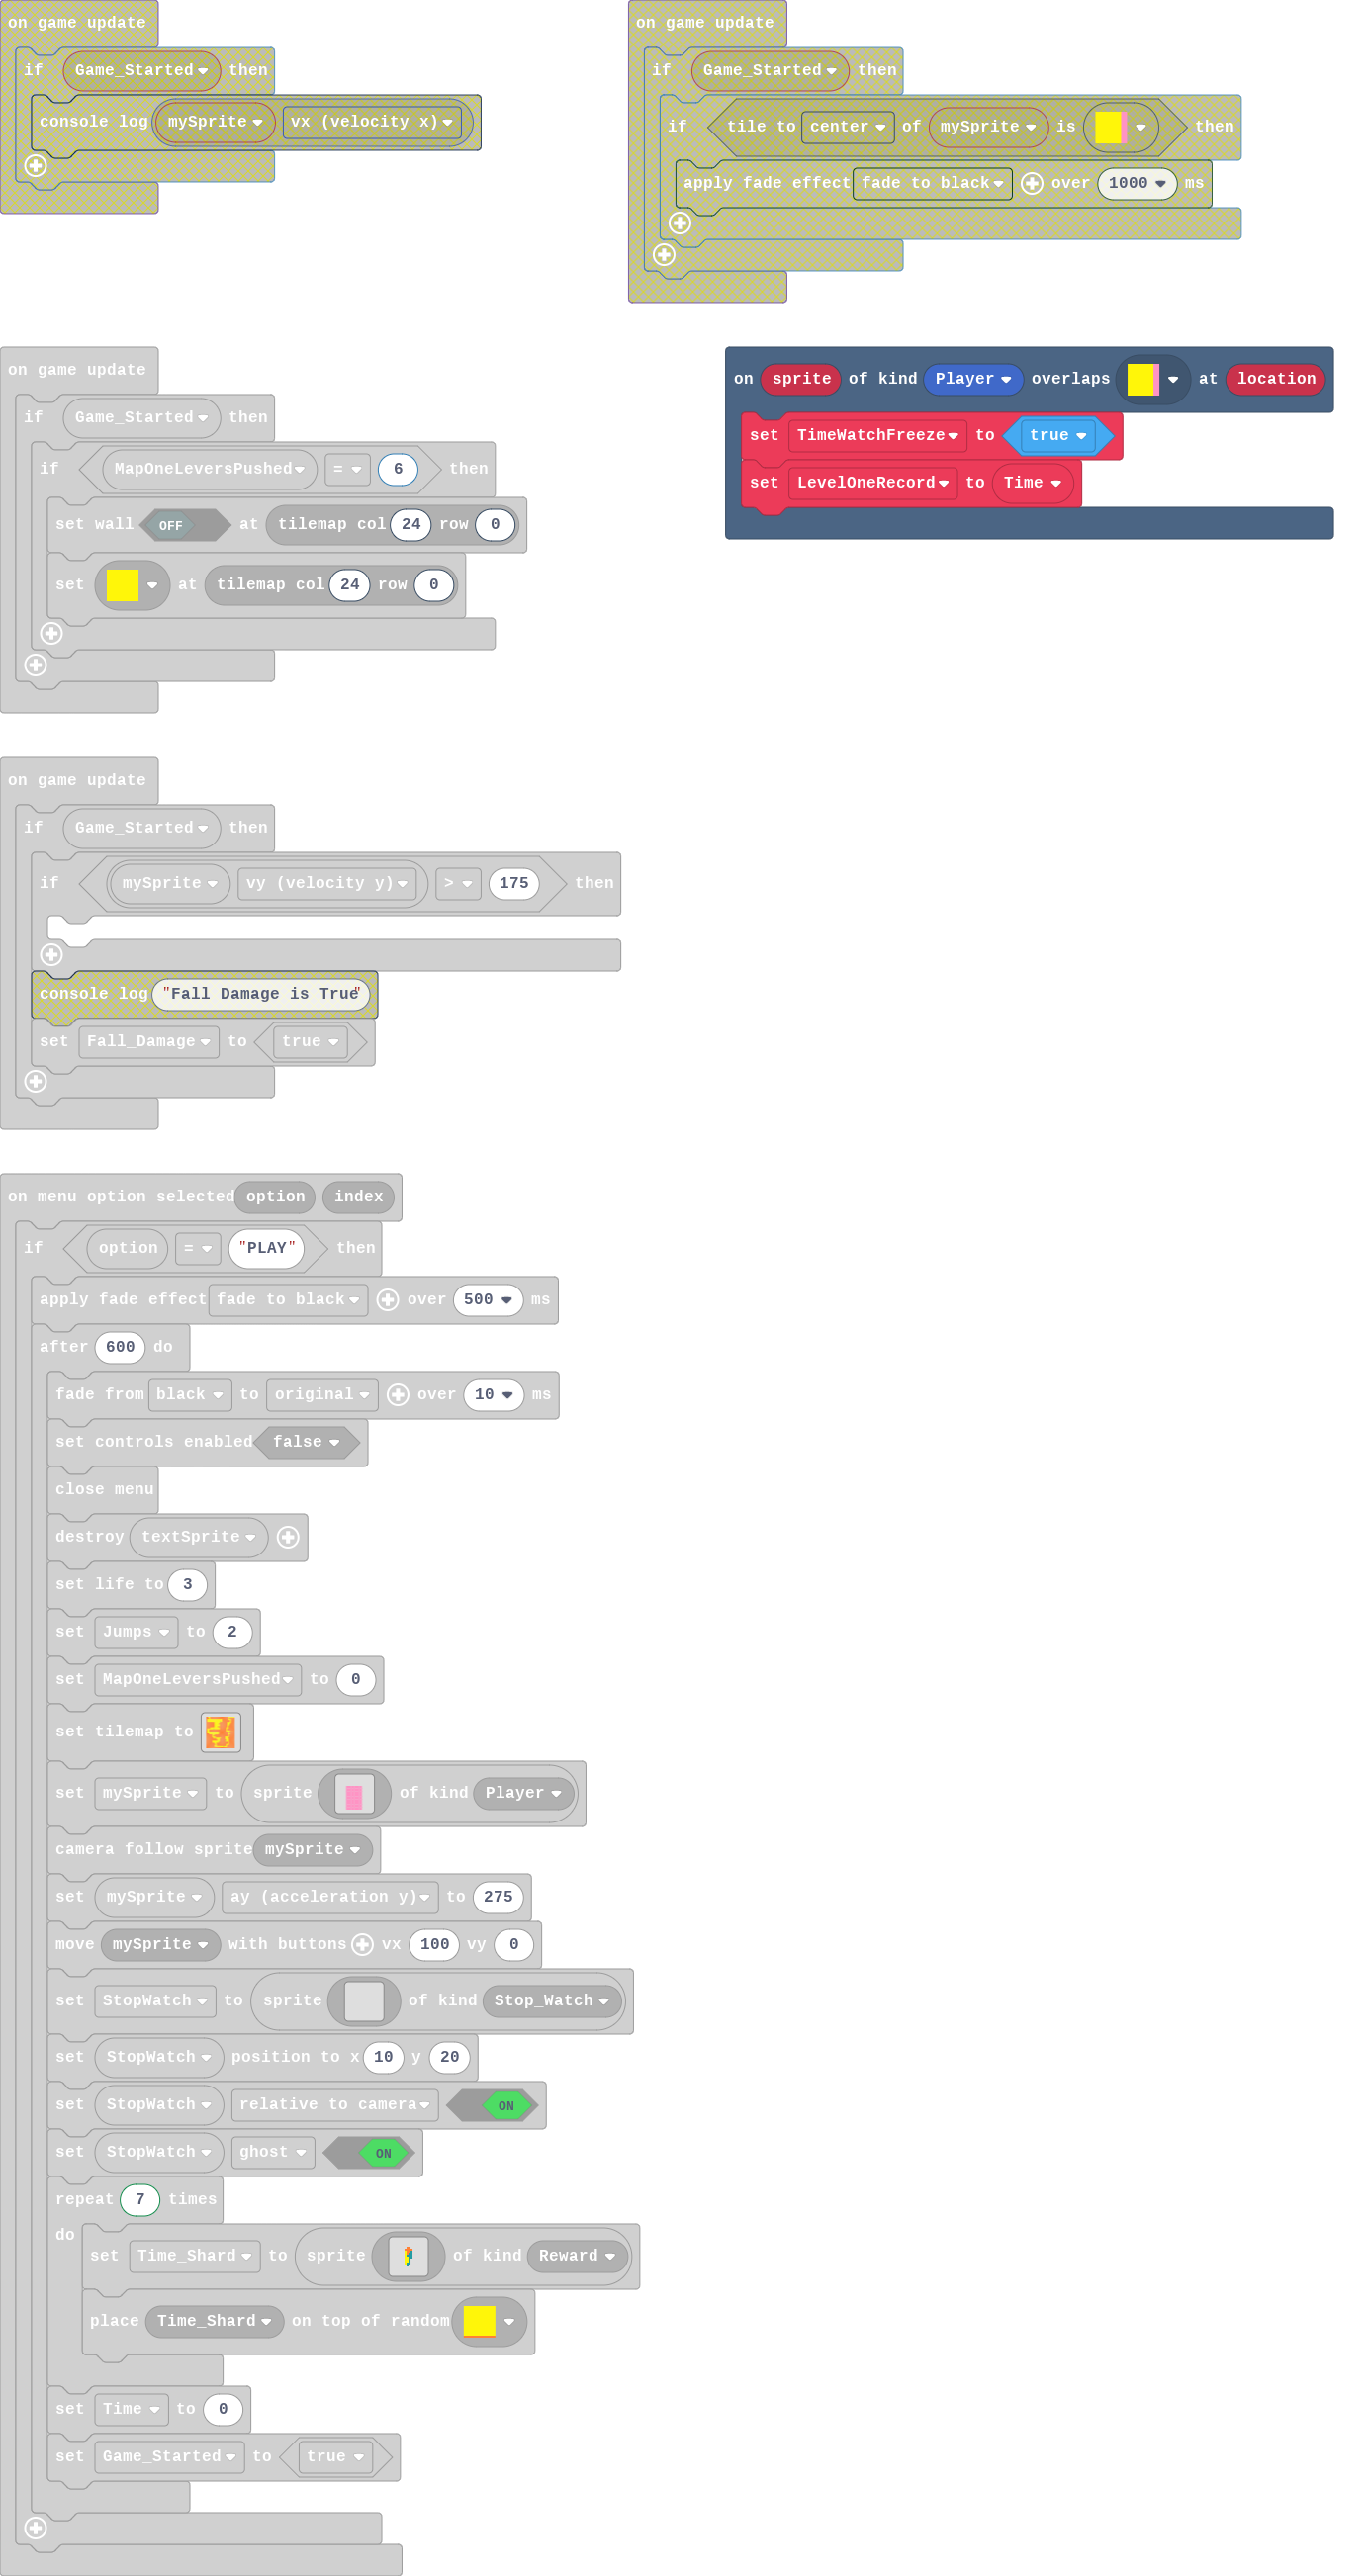 on game update
if Game_Started then
console log mySprite vx (velocity x)
on game update
if Game_Started then
if tile to center of mySprite is then
apply fade effect fade to black over 1000 ms
on game update
if Game_Started then
if MapOneLeversPushed = 6 then
set wall OFF at tilemap col 24 row 0
set at tilemap col 24 row 0
on sprite of kind Player overlaps at location
set TimeWatchFreeze to true
set LevelOneRecord to Time
on game update
if Game_Started then
if mySprite vy (velocity y) > 175 then
console log "Fall Damage is True"
set Fall_Damage to true
on menu option selected option index
if option = "PLAY" then
apply fade effect fade to black over 500 ms
after 600 do
fade from black to original over 10 ms
set controls enabled false
close menu
destroy textSprite
set life to 3
set Jumps to 2
set MapOneLeversPushed to 0
set tilemap to
set mySprite to sprite of kind Player
camera follow sprite mySprite
set mySprite ay (acceleration y) to 275
move mySprite with buttons vx 100 vy 0
set StopWatch to sprite of kind Stop_Watch
set StopWatch position to x 10 y 20
set StopWatch relative to camera ON
set StopWatch ghost ON
repeat 7 times
do
set Time_Shard to sprite of kind Reward
place Time_Shard on top of random
set Time to 0
set Game_Started to true